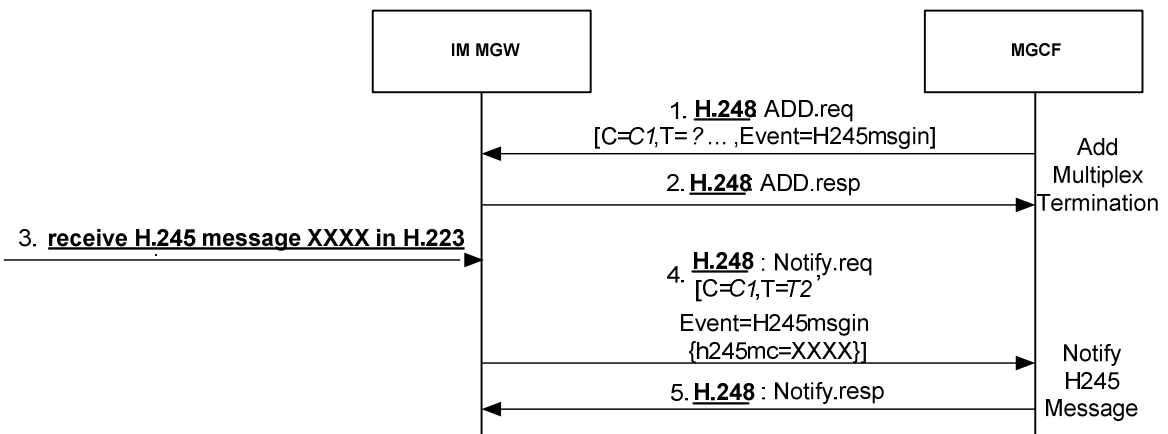 IM MGW
MGCF
1. H.248: ADD.req
[C=C1,T= ? ... ,Event=H245msgin]
Add
Multiplex
Termination
2. H.248: ADD.resp
3. receive H.245 message XXXX in H.223
4. H.248 : Notify.req
[C=C1,T=T2,
Event=H245msgin
{h245mc=XXXX}]
Notify
H245
Message
5. H.248 : Notify.resp